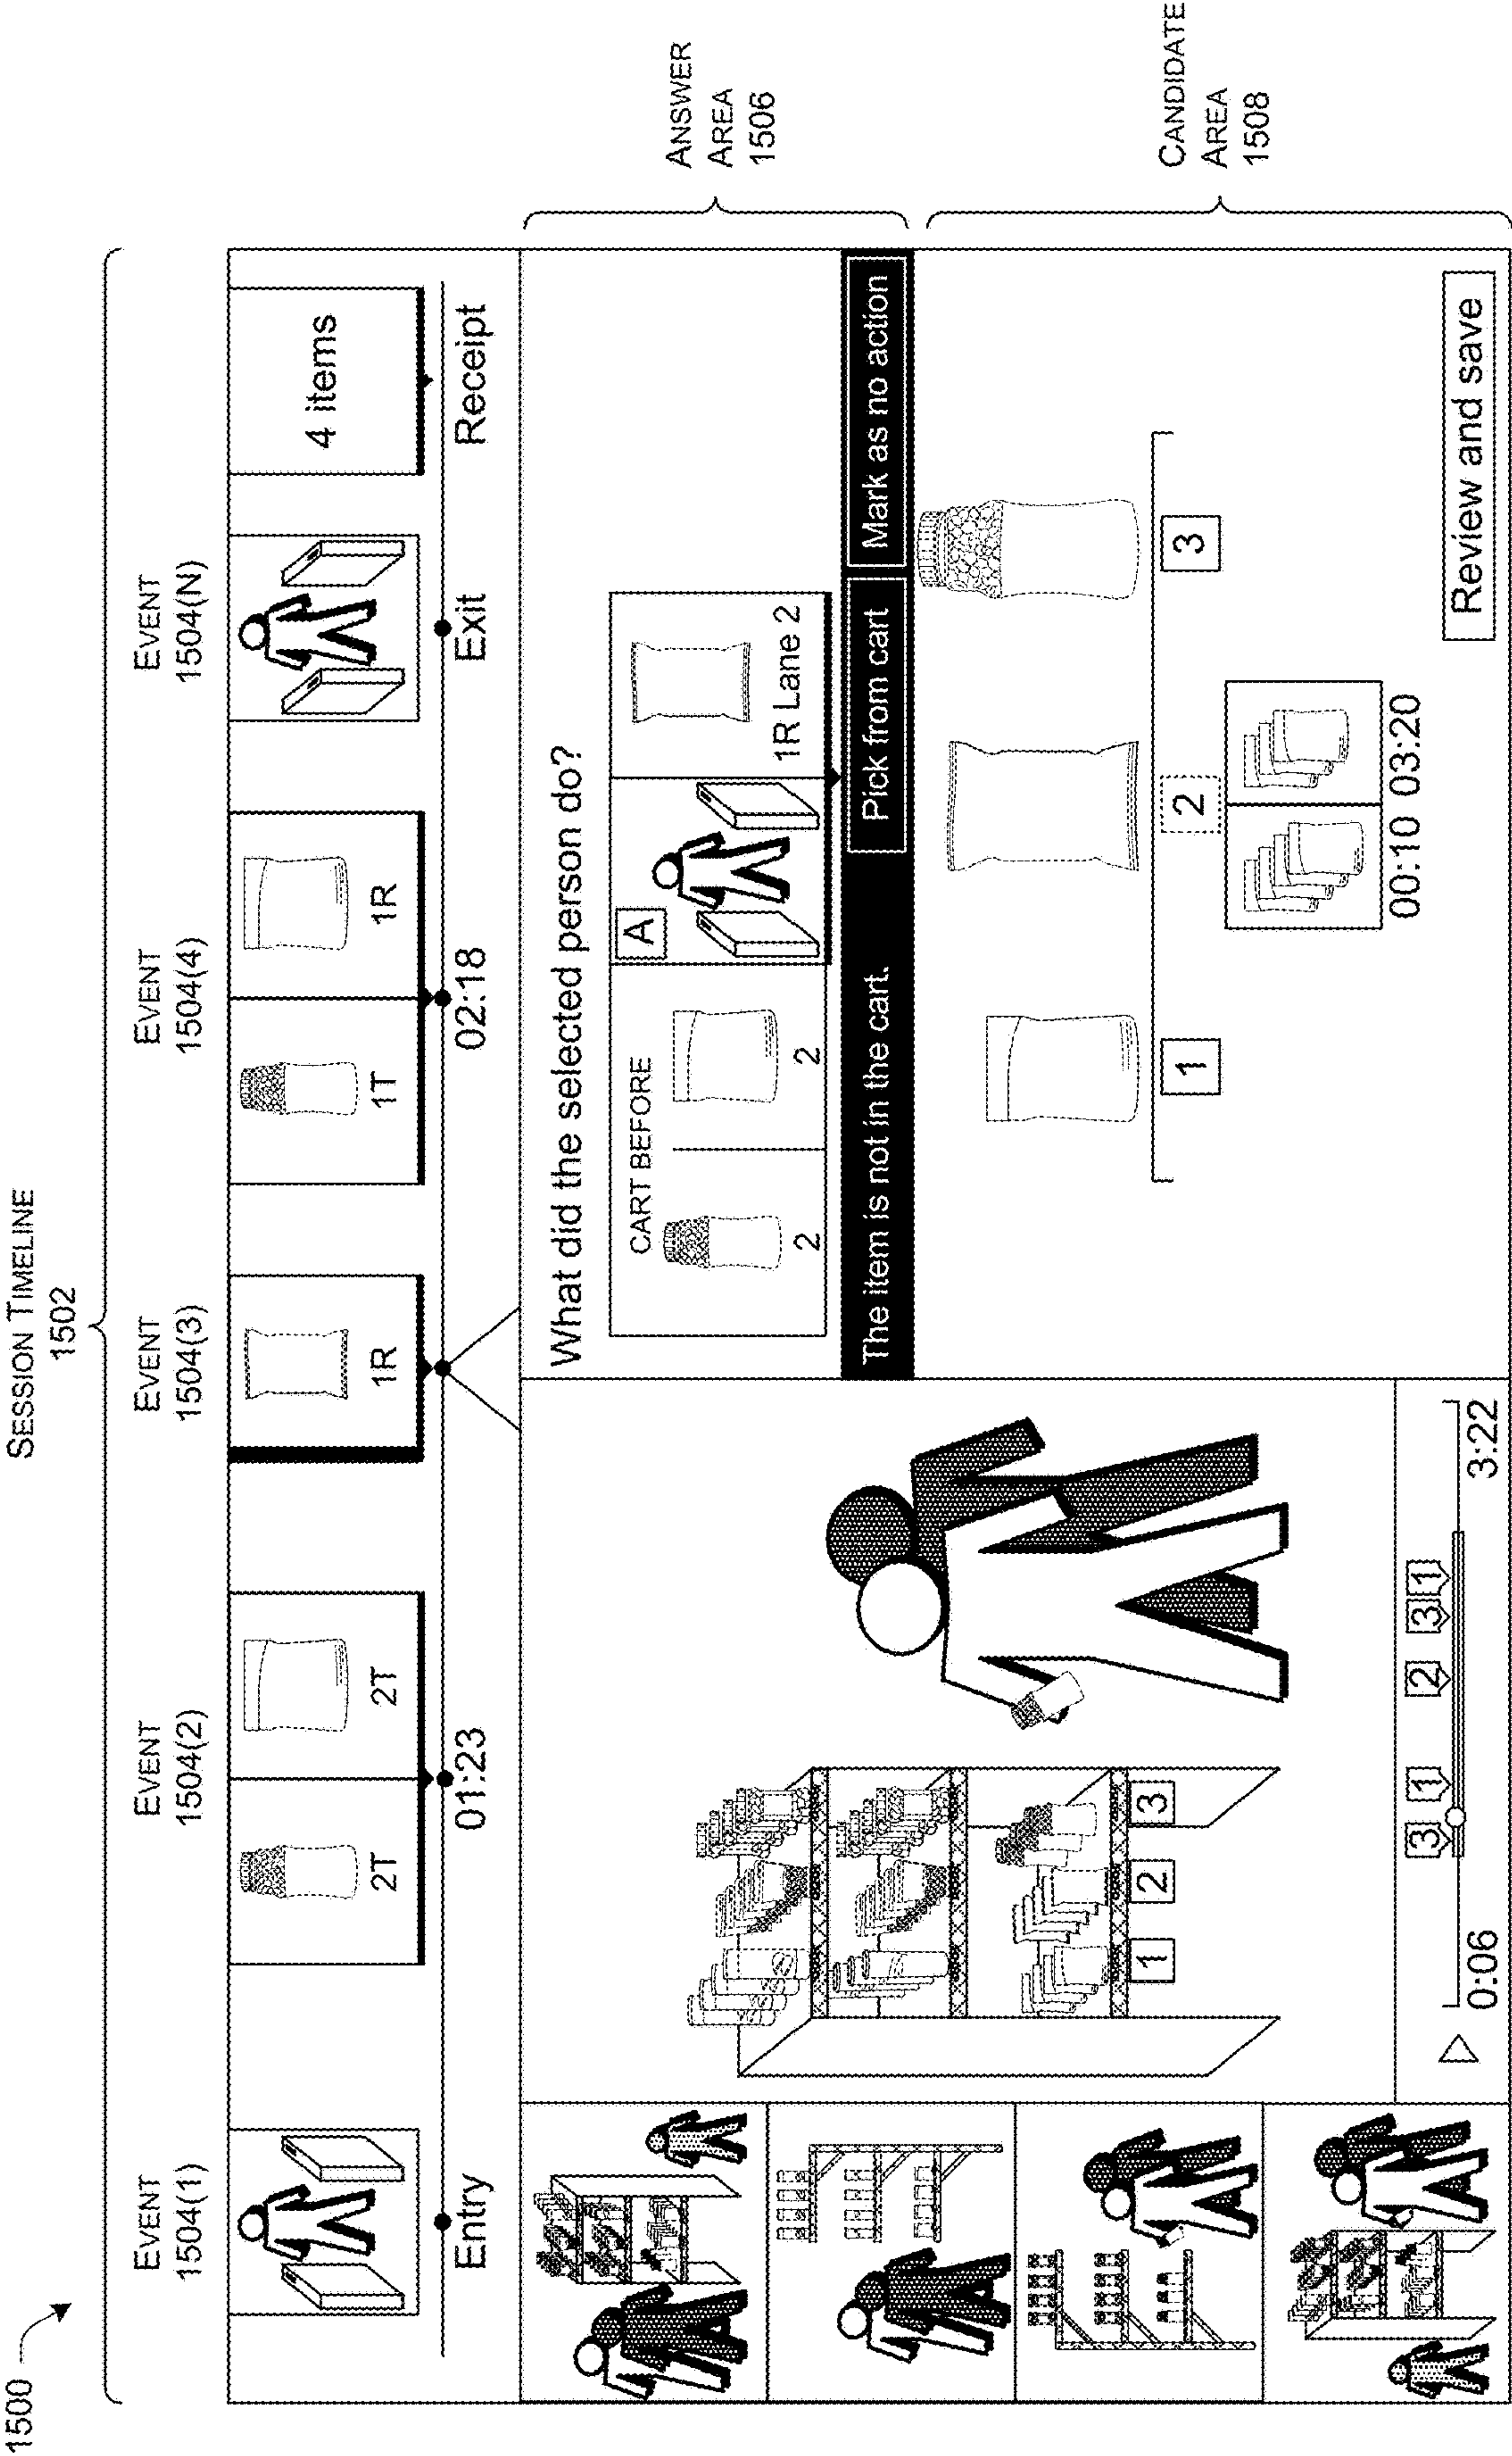 1500
SESSION TIMELINE
1502
EVENT
1504(1)
EVENT
1504(2)
EVENT
1504(3)
EVENT
1504(4)
EVENT
1504(N)
2T
2T
1R
1T
1R
4 items
Entry
01:23
02:18
Exit
Receipt
What did the selected person do?
CART BEFORE
A
2
2
1R Lane 2
The item is not in the cart.
Pick from cart
Mark as no action
ANSWER
AREA
1506
1
2
3
1
2
3
00:10 03:20
CANDIDATE
AREA
1508
3
1
2
3
1
0:06
3:22
Review and save